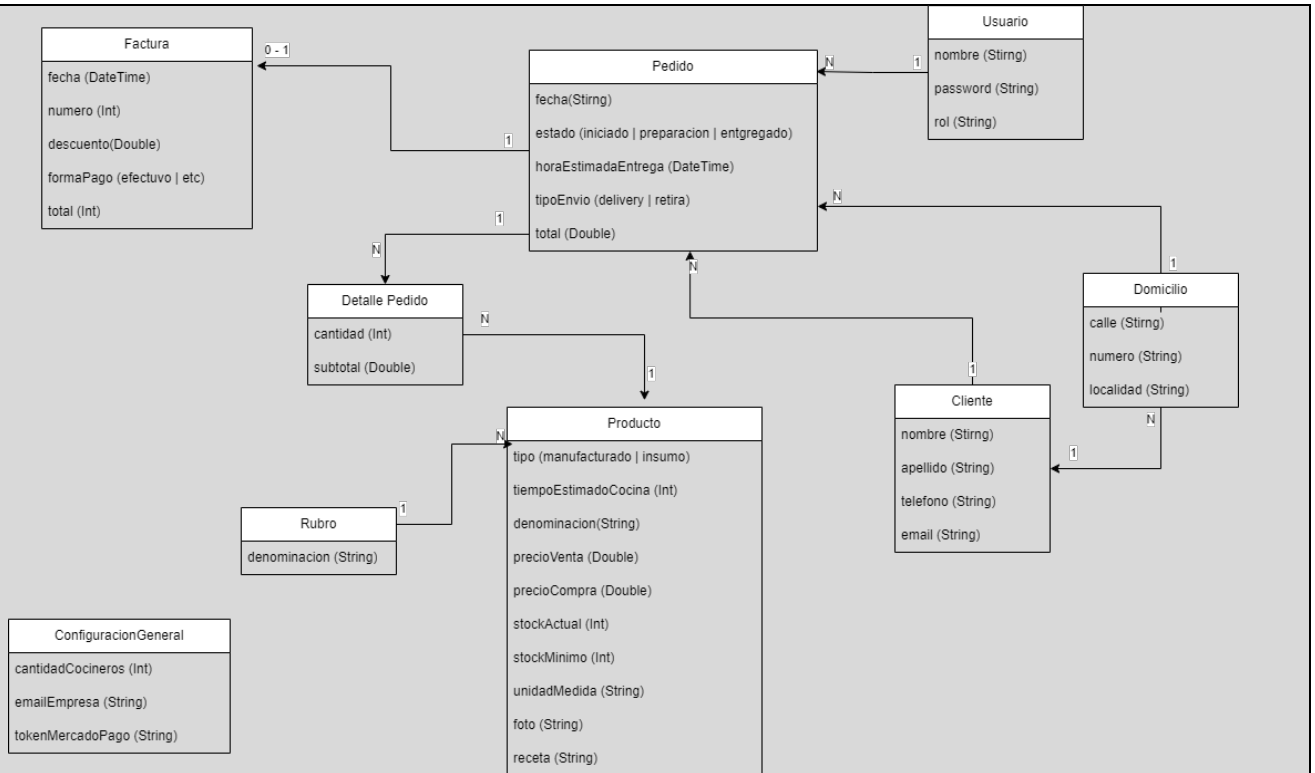 Factura
fecha (DateTime)
numero (Int)
descuento(Double)
formaPago (efectuvo | etc)
total (Int)
0 - 1
1
Pedido
fecha(Stirng)
estado (iniciado | preparacion | entgregado)
horaEstimadaEntrega (DateTime)
tipoEnvio (delivery | retira)
total (Double)
N
1
Usuario
nombre (Stirng)
password (String)
rol (String)
1
N
Detalle Pedido
cantidad (Int)
subtotal (Double)
N
1
N
1
Domicilio
calle (Stirng)
numero (String)
localidad (String)
N
1
N
1
Cliente
nombre (Stirng)
apellido (String)
telefono (String)
email (String)
Producto
tipo (manufacturado | insumo)
tiempoEstimadoCocina (Int)
denominacion(String)
precioVenta (Double)
precioCompra (Double)
stockActual (Int)
stockMinimo (Int)
unidadMedida (String)
foto (String)
receta (String)
N
1
Rubro
denominacion (String)
ConfiguracionGeneral
cantidadCocineros (Int)
emailEmpresa (String)
tokenMercadoPago (String)